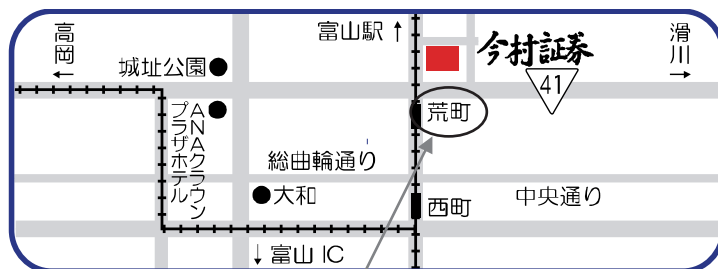 高岡
←
富山駅↑
今村証券
滑川
→
城址公園
41
ANAクラウン
プラザホテル
荒町
総曲輪通り
大和
西町
中央通り
↓富山 IC